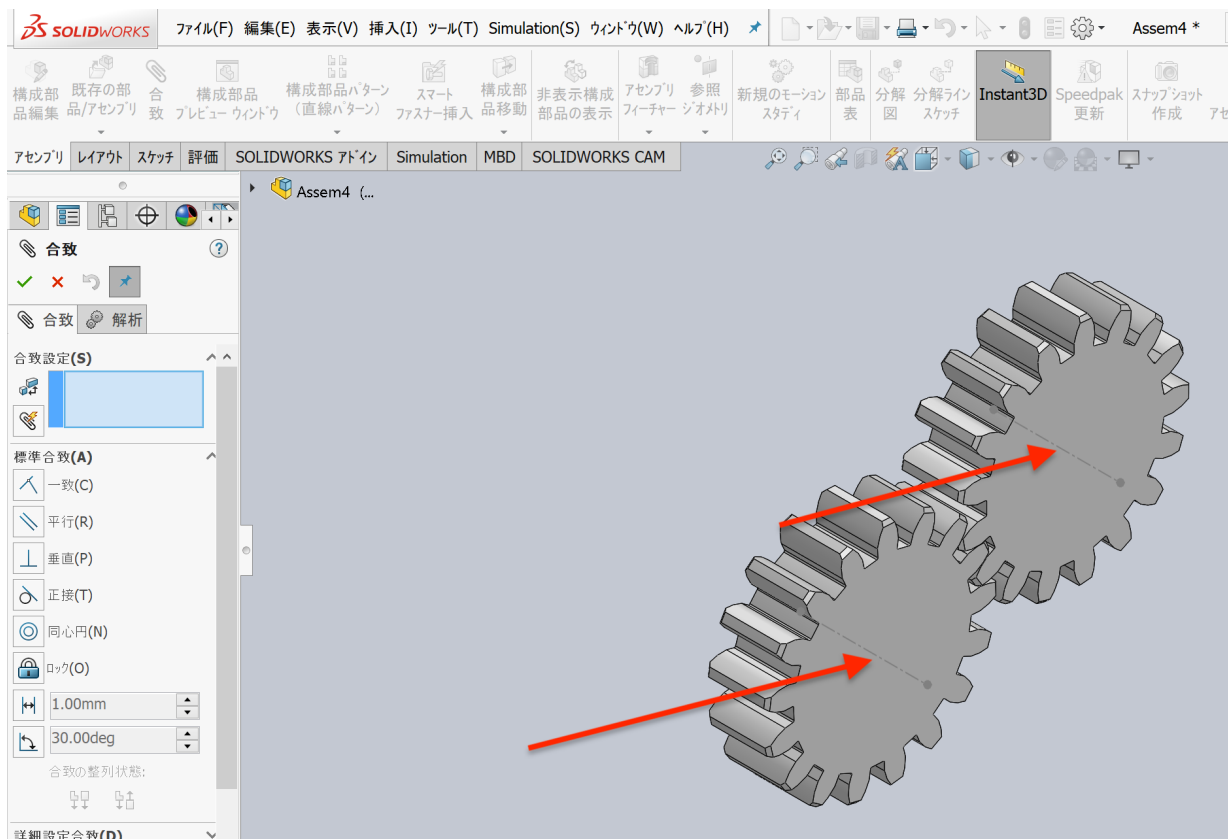 SOLIDWORKS ファイル(F) 編集(E) 表示(V) 挿入(I) ツール(T) Simulation(S) ウィンドウ(W) ヘルプ(H) Assem4 *
構成部品編集
既存の部品/アセンブリ
合致
構成部品プレビュー ウィンドウ
構成部品パターン(直線パターン)
スマートファスナー挿入
構成部品移動
非表示構成部品の表示
アセンブリフィーチャー
参照ジオメトリ
新規のモーションスタディ
部品表
分解図
分解ラインスケッチ
Instant3D
Speedpak更新
スナップショット作成
アセ
アセンブリ レイアウト スケッチ 評価 SOLIDWORKS アドイン Simulation MBD SOLIDWORKS CAM
Assem4 (...
合致
合致 解析
合致設定(S)
標準合致(A)
一致(C)
平行(R)
垂直(P)
正接(T)
同心円(N)
ロック(O)
1.00mm
30.00deg
合致の整列状態:
詳細設定合致(D)